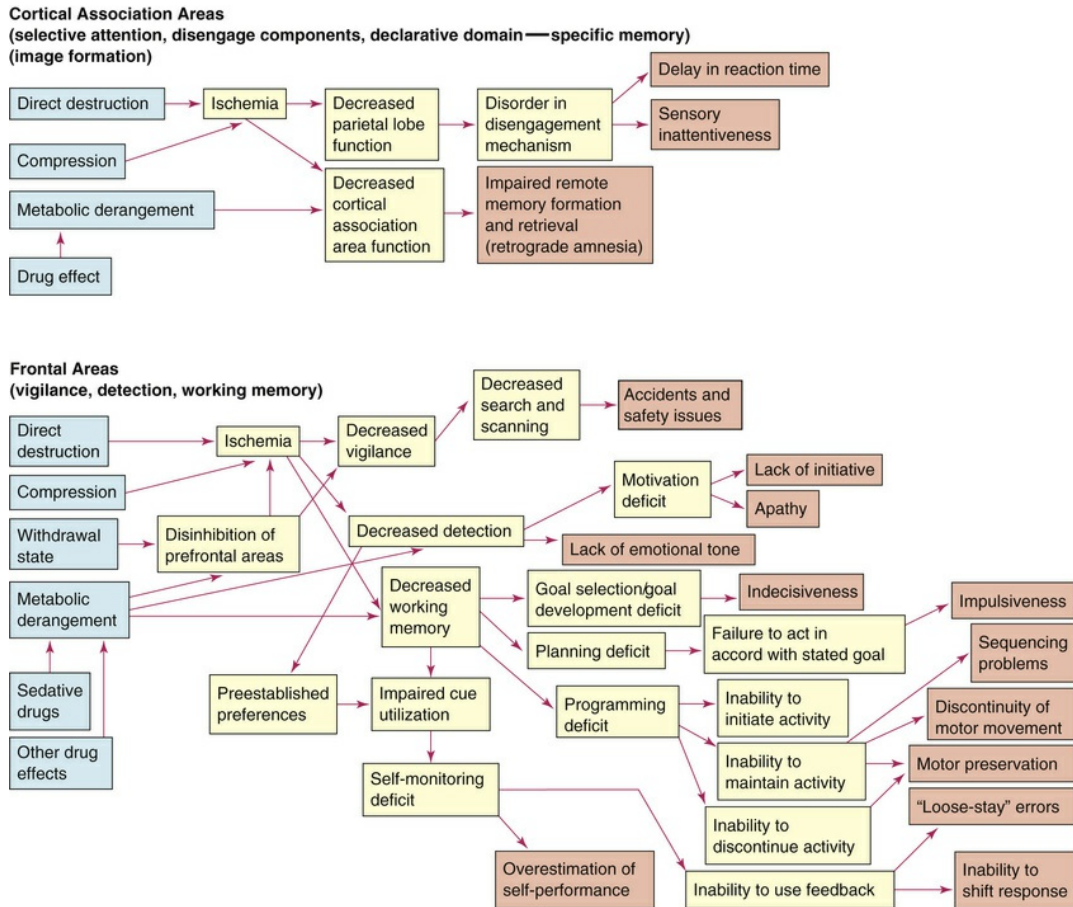 Cortical Association Areas
(selective attention, disengage components, declarative domain — specific memory)
(image formation)
Direct destruction
Compression
Metabolic derangement
Drug effect
Ischemia
Decreased
parietal lobe
function
Decreased
cortical
association
area function
Disorder in
disengagement
mechanism
Impaired remote
memory formation
and retrieval
(retrograde amnesia)
Delay in reaction time
Sensory
inattentiveness
Frontal Areas
(vigilance, detection, working memory)
Direct
destruction
Compression
Withdrawal
state
Metabolic
derangement
Sedative
drugs
Other drug
effects
Ischemia
Disinhibition of
prefrontal areas
Preestablished
preferences
Decreased
vigilance
Decreased
search and
scanning
Accidents and
safety issues
Decreased detection
Motivation
deficit
Lack of initiative
Apathy
Lack of emotional tone
Decreased
working
memory
Goal selection/goal
development deficit
Indecisiveness
Planning deficit
Failure to act in
accord with stated goal
Impulsiveness
Impaired cue
utilization
Programming
deficit
Inability to
initiate activity
Inability to
maintain activity
Inability to
discontinue activity
Sequencing
problems
Discontinuity of
motor movement
Motor preservation
Self-monitoring
deficit
Overestimation of
self-performance
Inability to use feedback
“Loose-stay” errors
Inability to
shift response